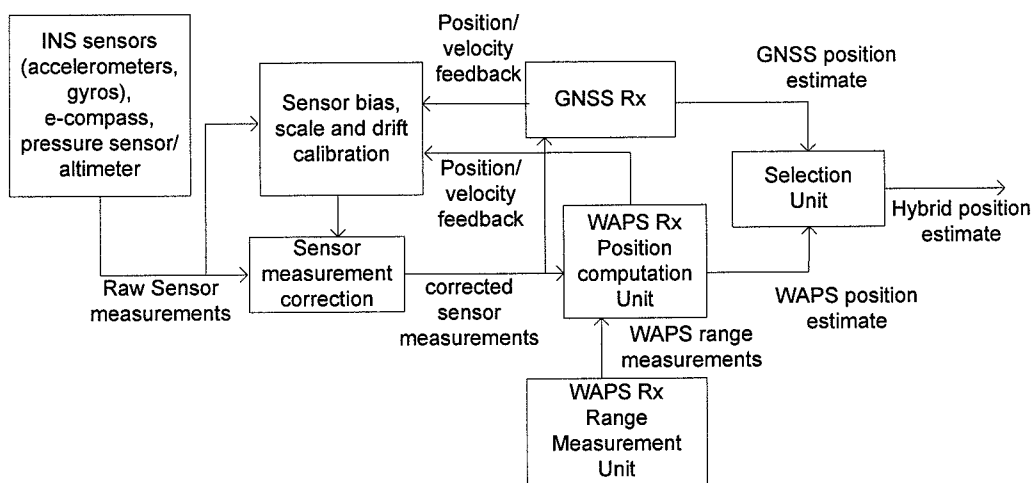 INS sensors
(accelerometers,
gyros),
e-compass,
pressure sensor/
altimeter
Sensor bias,
scale and drift
calibration
Position/
velocity
feedback
GNSS Rx
GNSS position
estimate
Position/
velocity
feedback
Selection
Unit
Hybrid position
estimate
Sensor
measurement
correction
Raw Sensor
measurements
corrected
sensor
measurements
WAPS Rx
Position
computation
Unit
WAPS position
estimate
WAPS range
measurements
WAPS Rx
Range
Measurement
Unit